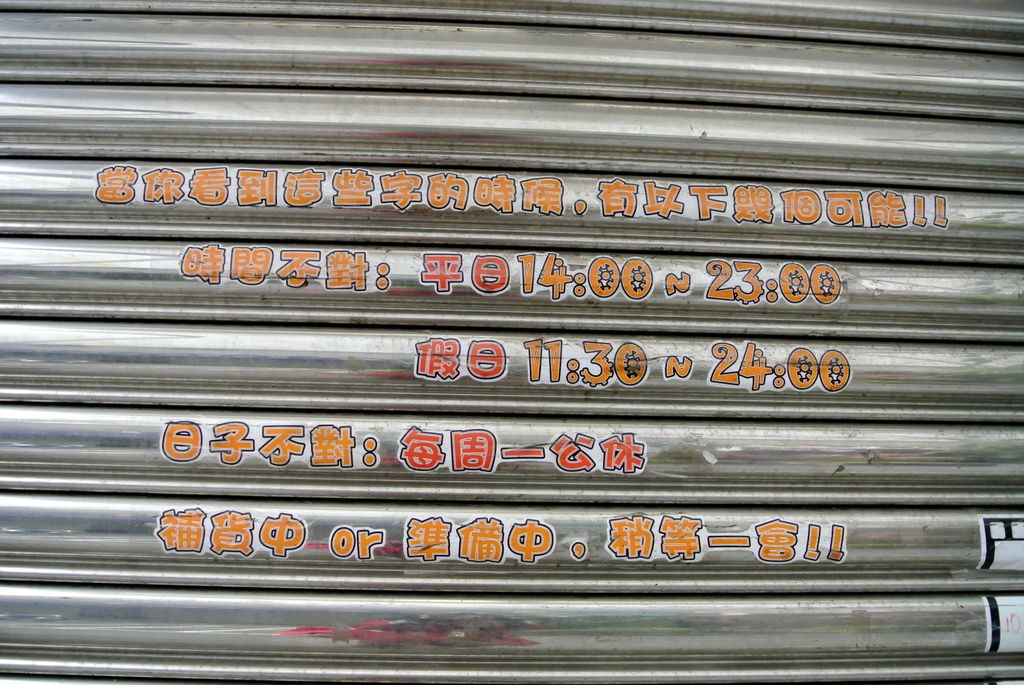 當你看到這些字的時候，有以下幾個可能!!
時間不對：平日14:00 ~ 23:00
假日 11:30 ~ 24:00
日子不對：每周一公休
補貨中 or 準備中，稍等一會!!